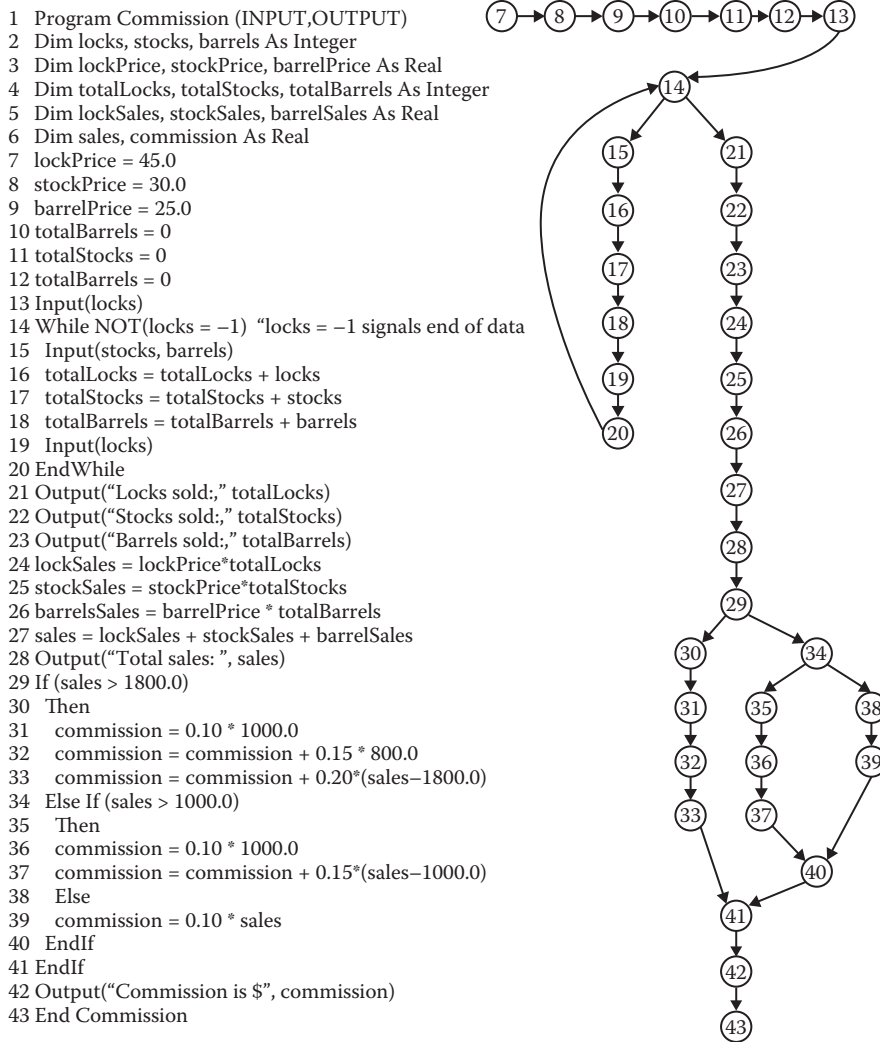 1 Program Commission (INPUT,OUTPUT)
2 Dim locks, stocks, barrels As Integer
3 Dim lockPrice, stockPrice, barrelPrice As Real
4 Dim totalLocks, totalStocks, totalBarrels As Integer
5 Dim lockSales, stockSales, barrelSales As Real
6 Dim sales, commission As Real
7 lockPrice = 45.0
8 stockPrice = 30.0
9 barrelPrice = 25.0
10 totalBarrels = 0
11 totalStocks = 0
12 totalBarrels = 0
13 Input(locks)
14 While NOT(locks = −1) “locks = −1 signals end of data
15 Input(stocks, barrels)
16 totalLocks = totalLocks + locks
17 totalStocks = totalStocks + stocks
18 totalBarrels = totalBarrels + barrels
19 Input(locks)
20 EndWhile
21 Output(“Locks sold:,” totalLocks)
22 Output(“Stocks sold:,” totalStocks)
23 Output(“Barrels sold:,” totalBarrels)
24 lockSales = lockPrice*totalLocks
25 stockSales = stockPrice*totalStocks
26 barrelsSales = barrelPrice * totalBarrels
27 sales = lockSales + stockSales + barrelSales
28 Output(“Total sales: ”, sales)
29 If (sales > 1800.0)
30 Then
31 commission = 0.10 * 1000.0
32 commission = commission + 0.15 * 800.0
33 commission = commission + 0.20*(sales−1800.0)
34 Else If (sales > 1000.0)
35 Then
36 commission = 0.10 * 1000.0
37 commission = commission + 0.15*(sales−1000.0)
38 Else
39 commission = 0.10 * sales
40 EndIf
41 EndIf
42 Output(“Commission is $”, commission)
43 End Commission
7 8 9 10 11 12 13
14
15 21
16 22
17 23
18 24
19 25
20 26
27
28
29
30 34
31 35 38
32 36 39
33 37
40
41
42
43